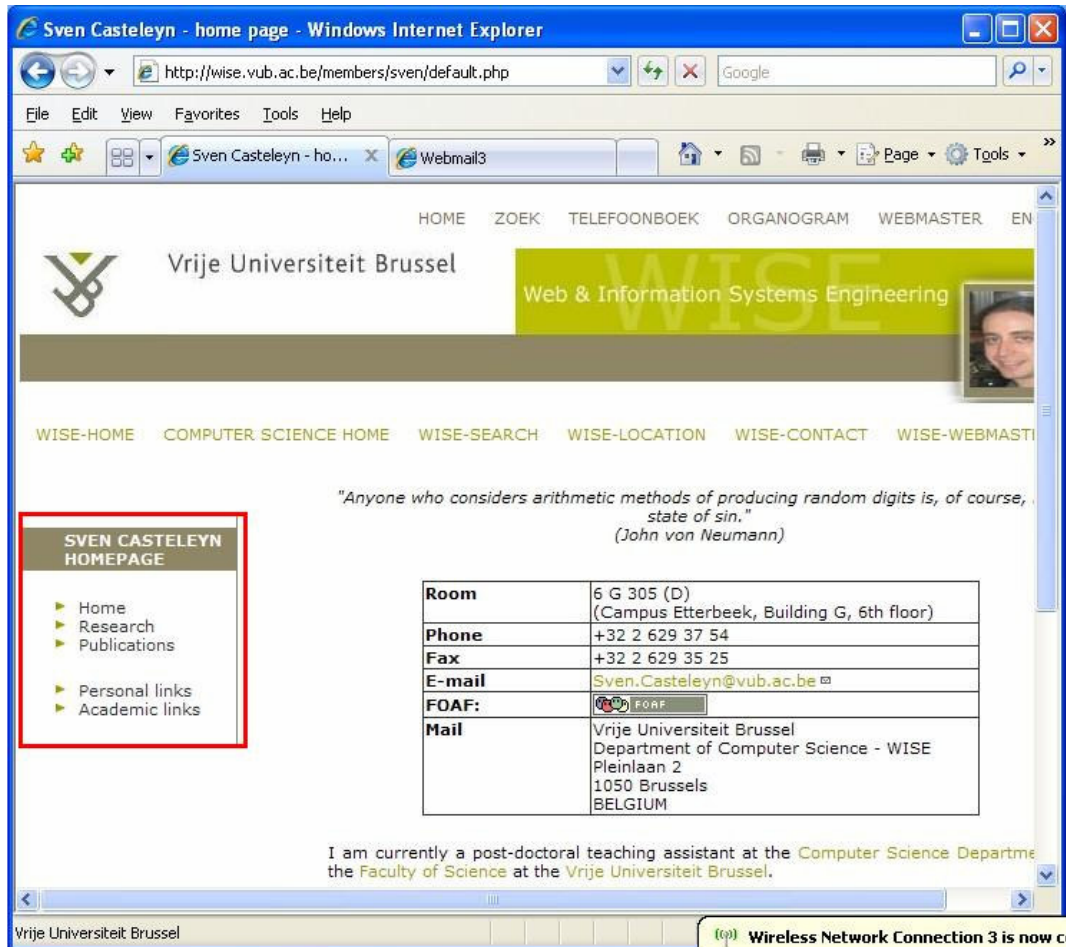 Sven Casteleyn - home page - Windows Internet Explorer
http://wise.vub.ac.be/members/sven/default.php
Google
File Edit View Favorites Tools Help
Sven Casteleyn - ho...
Webmail3
Page
Tools
HOME ZOEK TELEFOONBOEK ORGANOGRAM WEBMASTER EN
Vrije Universiteit Brussel
WISE
Web & Information Systems Engineering
WISE-HOME COMPUTER SCIENCE HOME WISE-SEARCH WISE-LOCATION WISE-CONTACT WISE-WEBMAST
"Anyone who considers arithmetic methods of producing random digits is, of course,
state of sin."
(John von Neumann)
SVEN CASTELEYN
HOMEPAGE
Home
Research
Publications
Personal links
Academic links
Room 6 G 305 (D)
(Campus Etterbeek, Building G, 6th floor)
Phone +32 2 629 37 54
Fax +32 2 629 35 25
E-mail Sven.Casteleyn@vub.ac.be
FOAF: FOAF
Mail Vrije Universiteit Brussel
Department of Computer Science - WISE
Pleinlaan 2
1050 Brussels
BELGIUM
I am currently a post-doctoral teaching assistant at the Computer Science Departme
the Faculty of Science at the Vrije Universiteit Brussel.
Vrije Universiteit Brussel
Wireless Network Connection 3 is now c